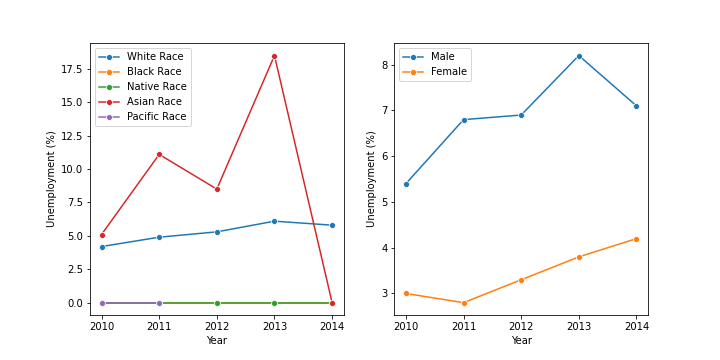 White Race
Black Race
Native Race
Asian Race
Pacific Race
Unemployment (%)
17.5
15.0
12.5
10.0
7.5
5.0
2.5
0.0
2010 2011 2012 2013 2014
Year
Male
Female
Unemployment (%)
8
7
6
5
4
3
2010 2011 2012 2013 2014
Year